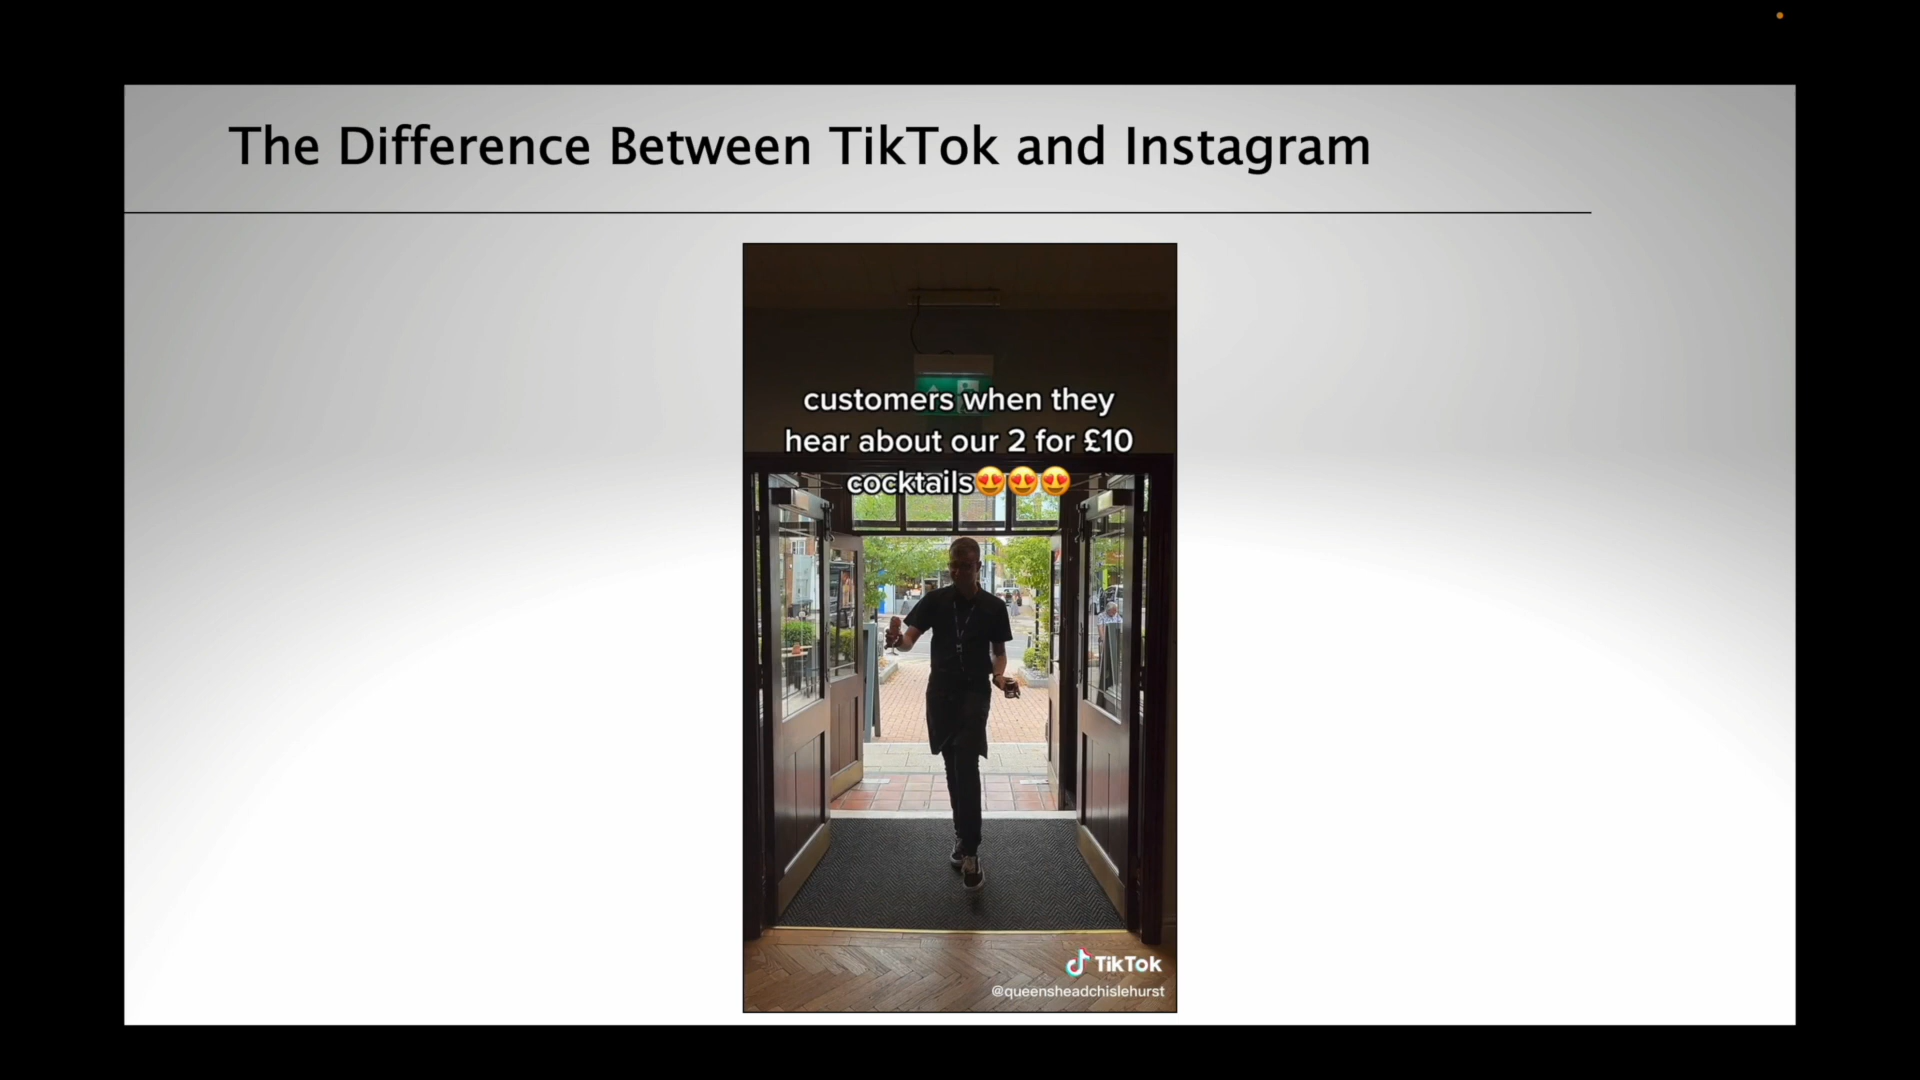 The Difference Between TikTok and Instagram
customers when they
hear about our 2 for £10
cocktails😍😍😍
TikTok
@queensheadchislehurst